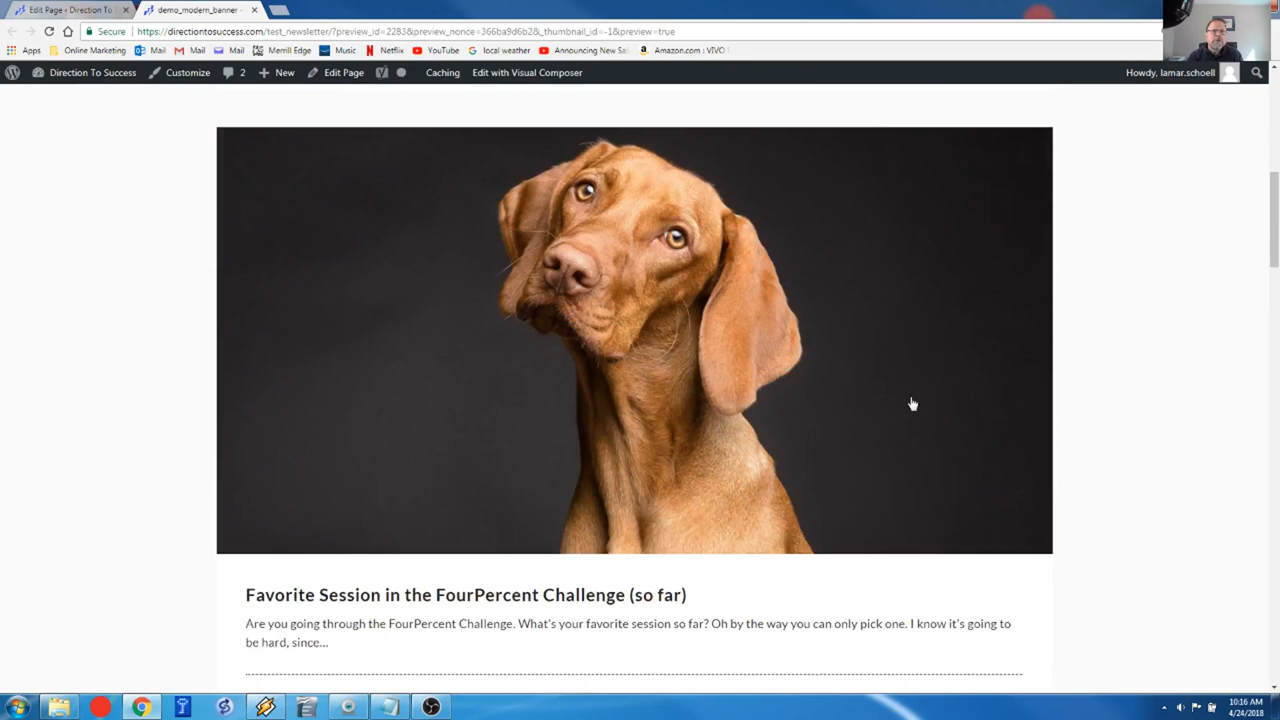 Edit Page ‹ Direction To
demo_modern_banner -
Secure
https://directiontosuccess.com/test_newsletter/?preview_id=2283&preview_nonce=366ba9d6b2&_thumbnail_id=-1&preview=true
Apps Online Marketing Mail Mail Mail Merrill Edge Music Netflix YouTube local weather Announcing New Sa Amazon.com : VIVO
Direction To Success Customize 2 New Edit Page Caching Edit with Visual Composer Howdy, lamar.schoell
Favorite Session in the FourPercent Challenge (so far)
Are you going through the FourPercent Challenge. What's your favorite session so far? Oh by the way you can only pick one. I know it's going to
be hard, since...
10:16 AM
4/24/2018